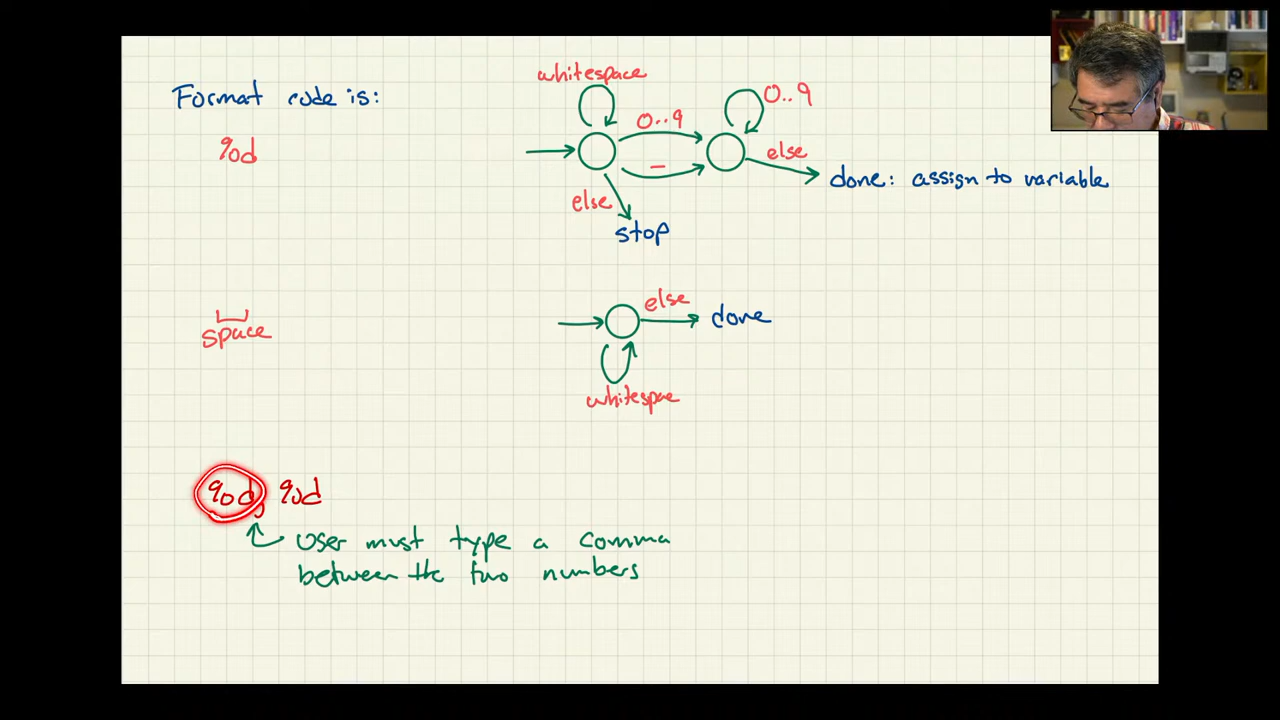 Format code is:
%d
whitespace
0..9
0..9
-
else
else
done: assign to variable
stop
space
else
done
whitespae
%d, %d
User must type a comma
between the two numbers